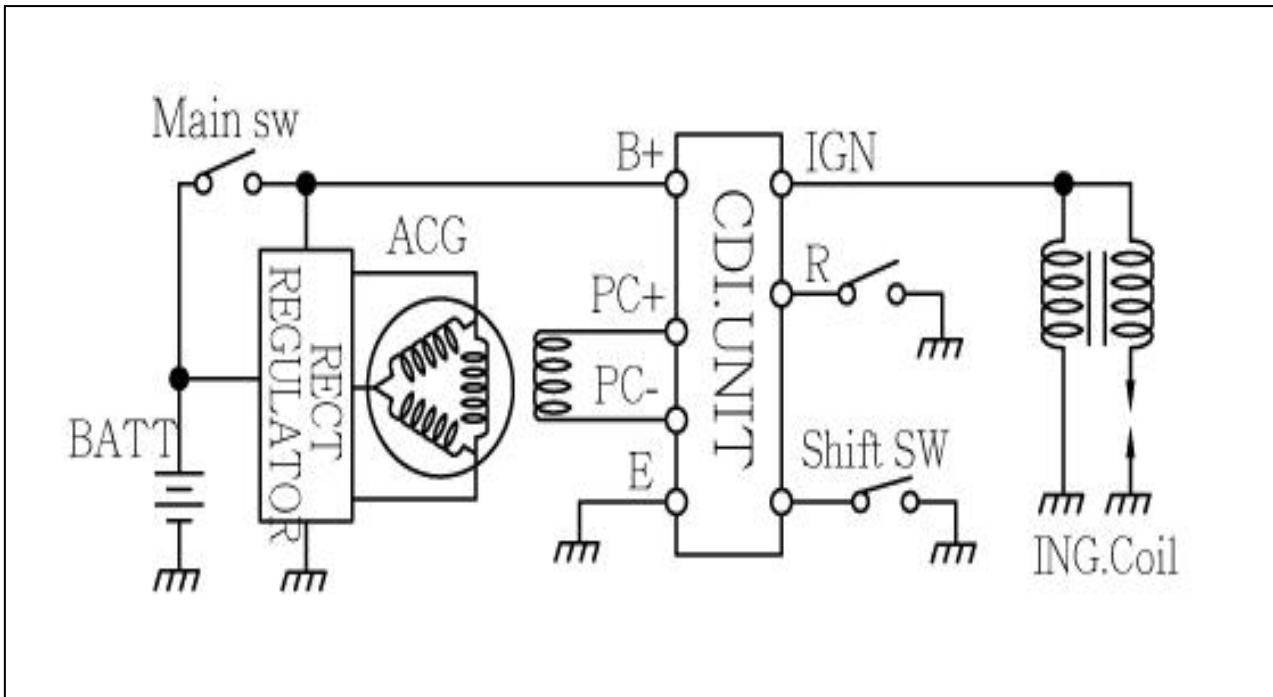 Main sw
B+
IGN
ACG
R
PC+
PC-
CDI.UNIT
RECT
REGULATOR
BATT
E
Shift SW
ING.Coil